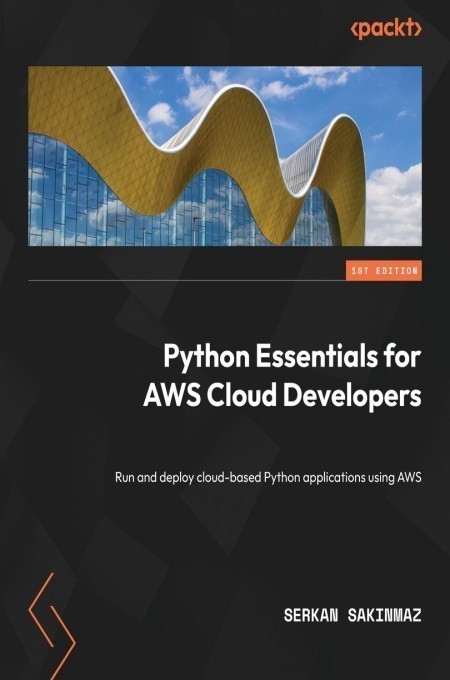 <packt>
1ST EDITION
Python Essentials for
AWS Cloud Developers
Run and deploy cloud-based Python applications using AWS
SERKAN SAKINMAZ